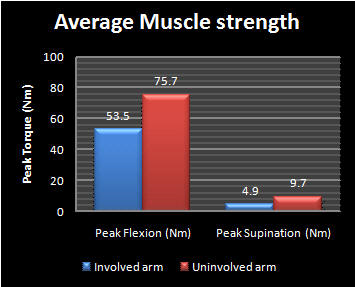 Average Muscle strength
Peak Torque (Nm)
100
80
60
40
20
0
53.5
75.7
4.9
9.7
Peak Flexion (Nm)
Peak Supination (Nm)
Involved arm
Uninvolved arm